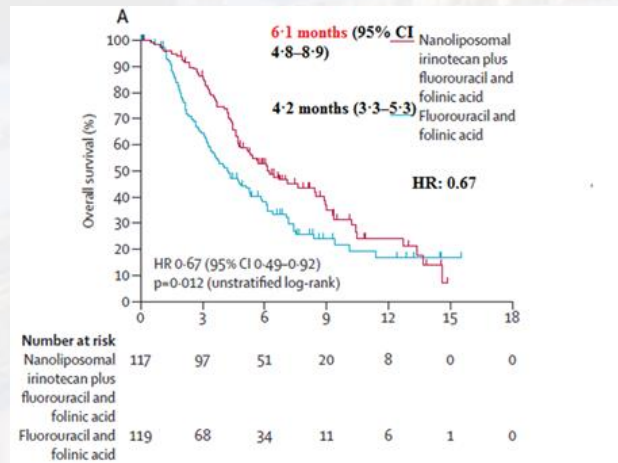 A
6·1 months (95% CI
4·8–8·9)
Nanoliposomal
irinotecan plus
fluorouracil and
folinic acid
4·2 months (3·3–5·3)
Fluorouracil and
folinic acid
HR: 0.67
Overall survival (%)
100
90
80
70
60
50
40
30
20
10
0
HR 0·67 (95% CI 0·49–0·92)
p=0·012 (unstratified log-rank)
0 3 6 9 12 15 18
Number at risk
Nanoliposomal 117 97 51 20 8 0 0
irinotecan plus
fluorouracil and
folinic acid
Fluorouracil and 119 68 34 11 6 1 0
folinic acid